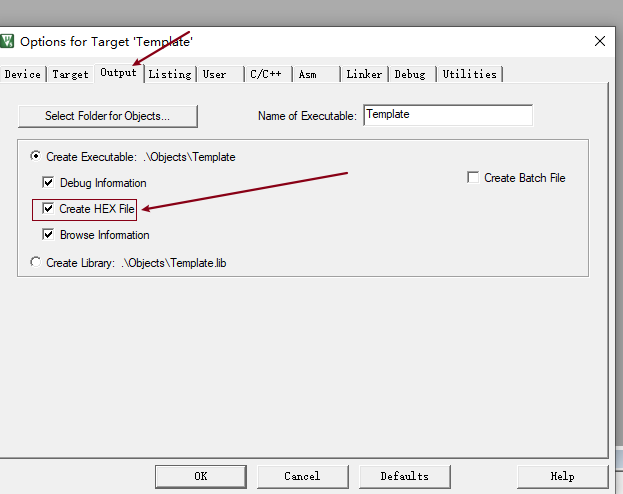 Options for Target 'Template'
Device Target Output Listing User C/C++ Asm Linker Debug Utilities
Select Folder for Objects... Name of Executable: Template
Create Executable: .\Objects\Template
Debug Information Create Batch File
Create HEX File
Browse Information
Create Library: .\Objects\Template.lib
OK Cancel Defaults Help